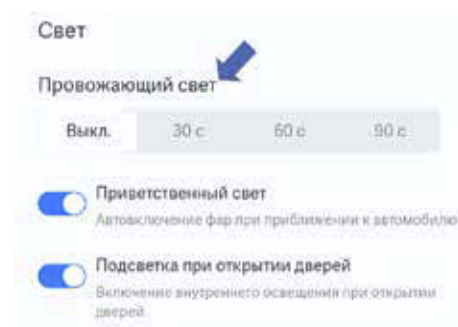 Свет
Провожающий свет
Выкл.
30 с
60 с
90 с
Приветственный свет
Автовключение фар при приближении к автомобилю
Подсветка при открытии дверей
Включение внутреннего освещения при открытии
дверей